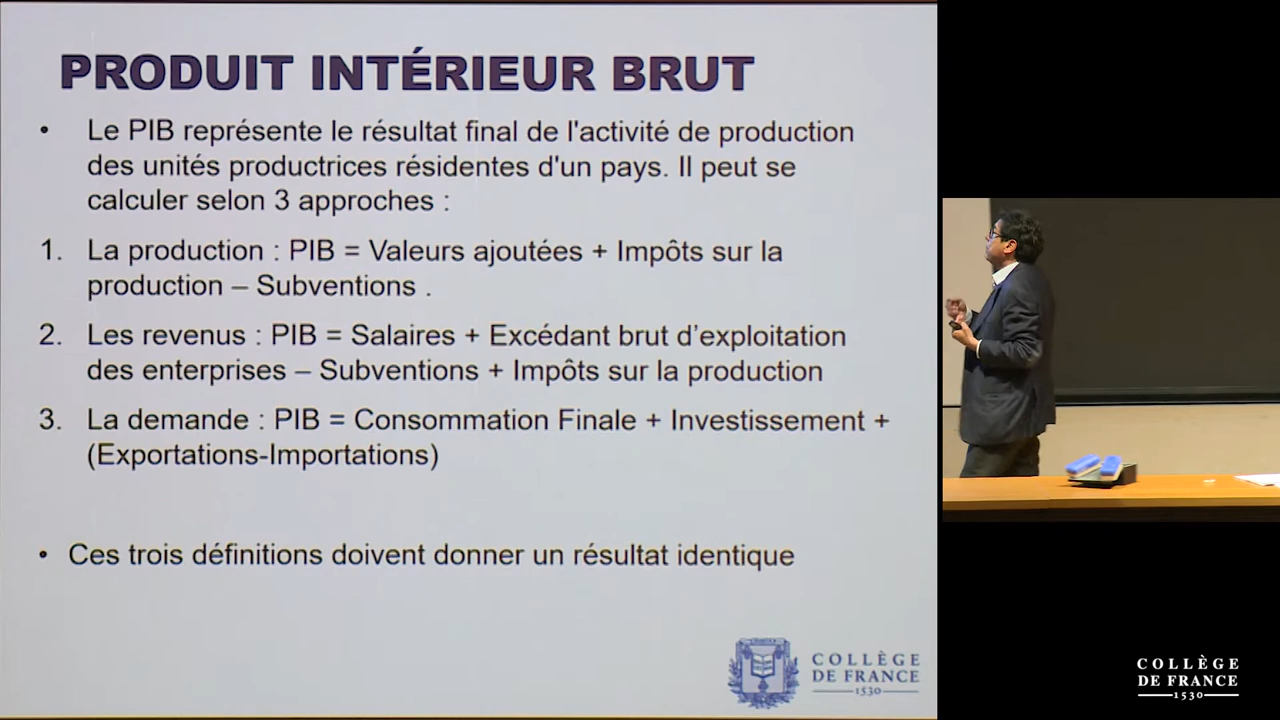 PRODUIT INTÉRIEUR BRUT
• Le PIB représente le résultat final de l'activité de production
des unités productrices résidentes d'un pays. Il peut se
calculer selon 3 approches :
1. La production : PIB = Valeurs ajoutées + Impôts sur la
production – Subventions .
2. Les revenus : PIB = Salaires + Excédant brut d’exploitation
des enterprises – Subventions + Impôts sur la production
3. La demande : PIB = Consommation Finale + Investissement +
(Exportations-Importations)
• Ces trois définitions doivent donner un résultat identique
COLLÈGE
DE FRANCE
1530
COLLÈGE
DE FRANCE
1530